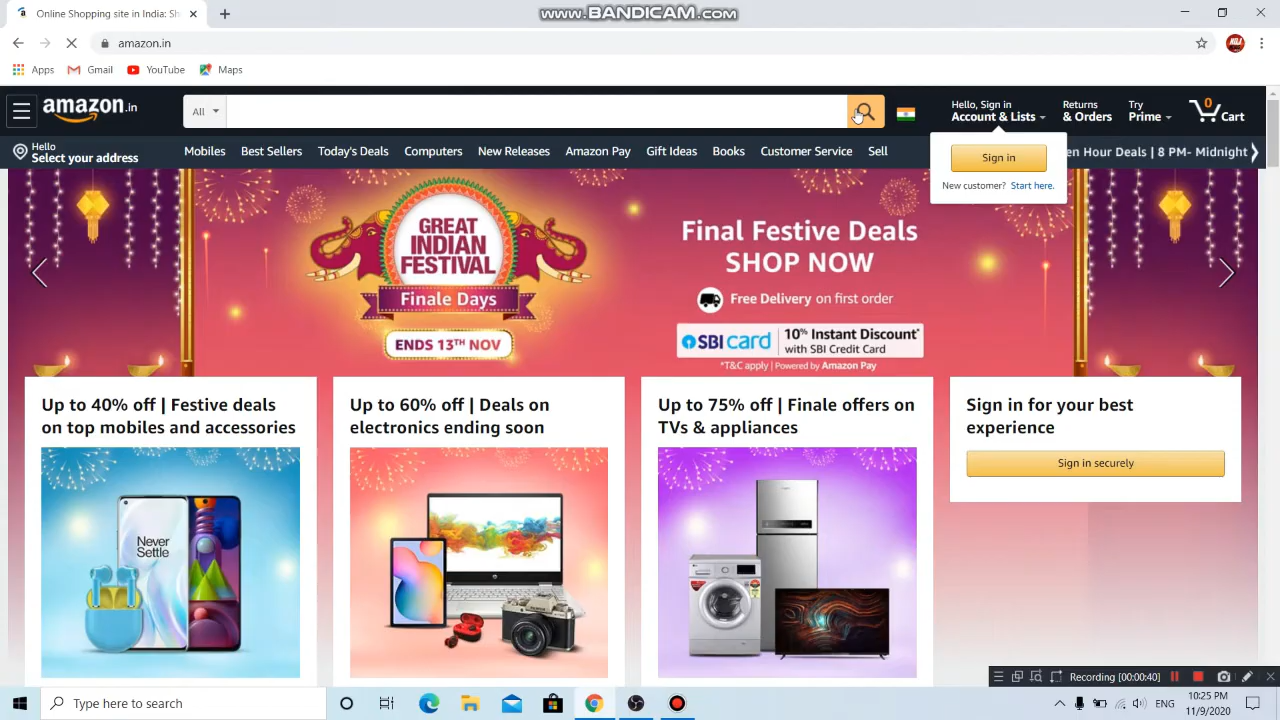 www.BANDICAM.com
Online Shopping site in India: Sh
amazon.in
Apps
Gmail
YouTube
Maps
amazon.in
All
Hello, Sign in
Account & Lists
Returns
& Orders
Try
Prime
0
Cart
Hello
Select your address
Mobiles
Best Sellers
Today's Deals
Computers
New Releases
Amazon Pay
Gift Ideas
Books
Customer Service
Sell
en Hour Deals | 8 PM- Midnight
Sign in
New customer? Start here.
GREAT
INDIAN
FESTIVAL
Finale Days
ENDS 13TH NOV
Final Festive Deals
SHOP NOW
Free Delivery on first order
SBI card
10% Instant Discount*
with SBI Credit Card
*T&C apply | Powered by Amazon Pay
Up to 40% off | Festive deals
on top mobiles and accessories
Up to 60% off | Deals on
electronics ending soon
Up to 75% off | Finale offers on
TVs & appliances
Sign in for your best
experience
Sign in securely
Never
Settle
Recording [00:00:40]
Type here to search
ENG
10:25 PM
11/9/2020